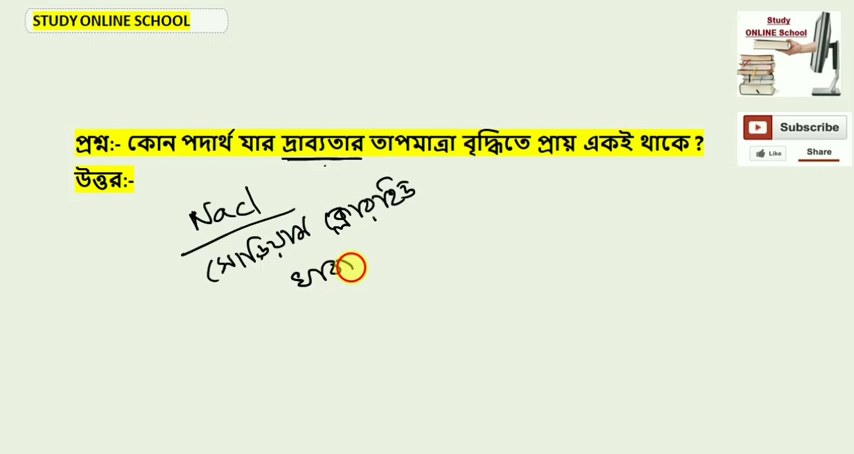 STUDY ONLINE SCHOOL
Study
ONLINE School
Subscribe
Like Share
প্রশ্ন:- কোন পদার্থ যার দ্রাব্যতার তাপমাত্রা বৃদ্ধিতে প্রায় একই থাকে ?
উত্তর:-
Nacl
সোডিয়াম ক্লোরাইড